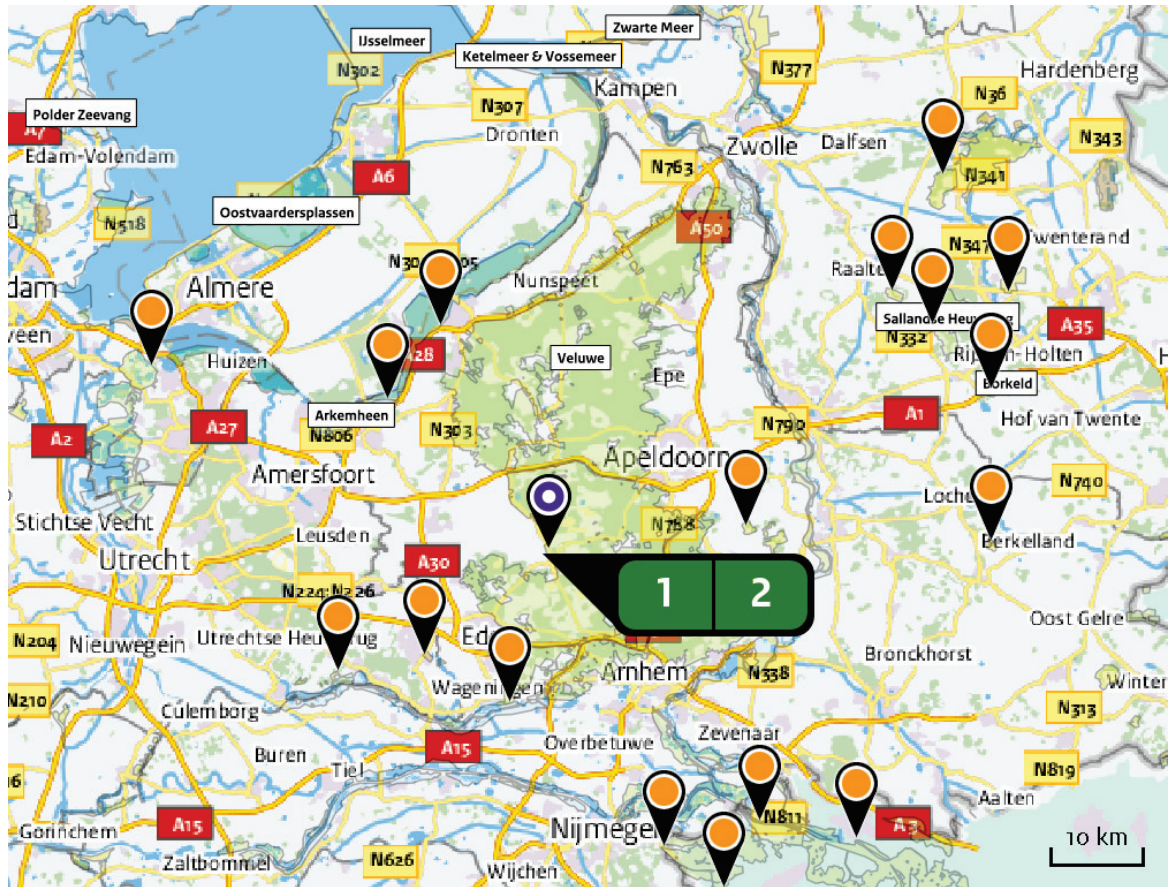 Zwarte Meer
IJsselmeer
Ketelmeer & Vossemeer
N302
N377
Hardenberg
Kampen
N36
N307
Polder Zeevang
A7
Dronten
Zwolle
Dalfsen
N343
Edam-Volendam
N763
N341
A6
Oostvaardersplassen
N518
A50
N347
Twenterand
Raalte
Nunspeet
Almere
Sallandse Heuvelrug
A35
N332
Huizen
A28
Veluwe
Epe
Rijssen-Holten
Borkeld
Arkemheen
A1
Hof van Twente
A2
A27
N806
N303
N790
Apeldoorn
Amersfoort
N740
Lochem
Stichtse Vecht
N788
Leusden
Berkelland
Utrecht
A30
1
2
N224; N226
Oost Gelre
N204
Nieuwegein
Utrechtse Heuvelrug
Ede
Bronckhorst
Arnhem
N338
Wageningen
N210
Culemborg
N313
Zevenaar
Buren
A15
Overbetuwe
Tiel
N819
Aalten
A15
N811
A3
Gorinchem
Nijmegen
10 km
Zaltbommel
N626
Wijchen